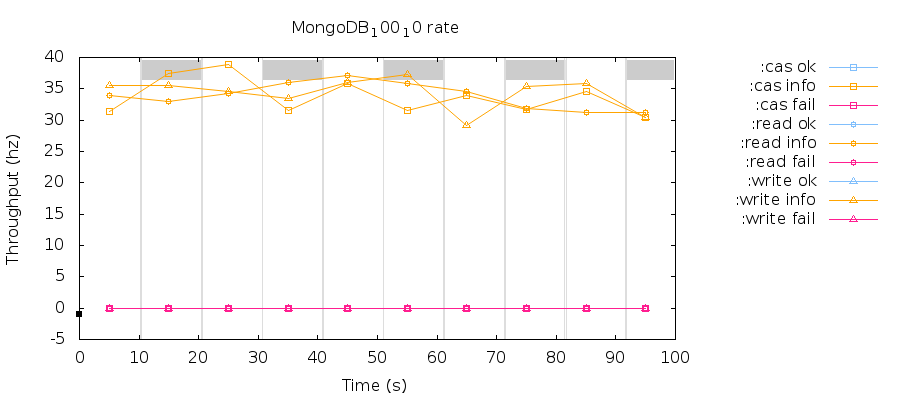 MongoDB₁00₁0 rate
Throughput (hz)
40
35
30
25
20
15
10
5
0
-5
0 10 20 30 40 50 60 70 80 90 100
Time (s)
:cas ok
:cas info
:cas fail
:read ok
:read info
:read fail
:write ok
:write info
:write fail